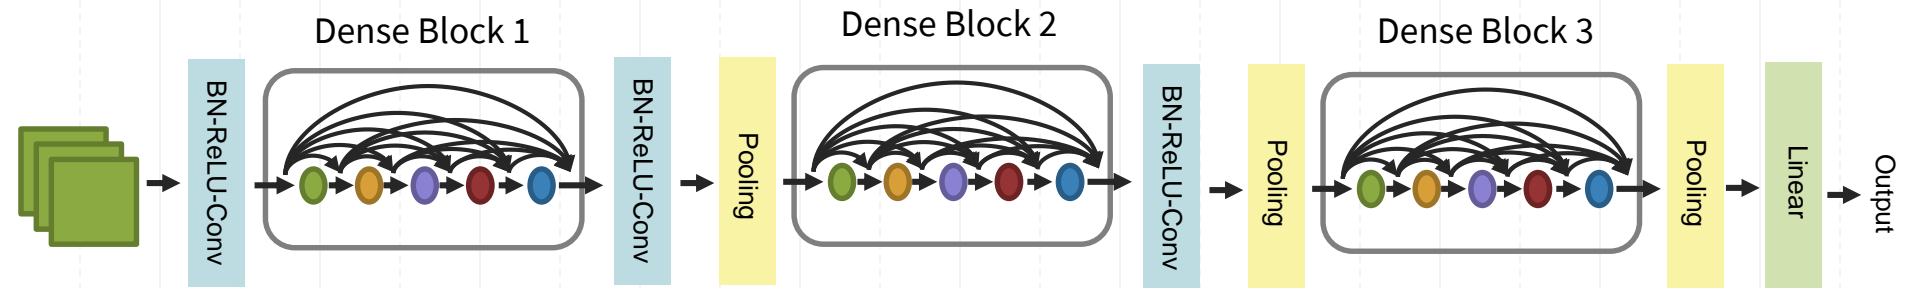 Dense Block 1
Dense Block 2
Dense Block 3
BN-ReLU-Conv
BN-ReLU-Conv
Pooling
BN-ReLU-Conv
Pooling
Pooling
Linear
Output